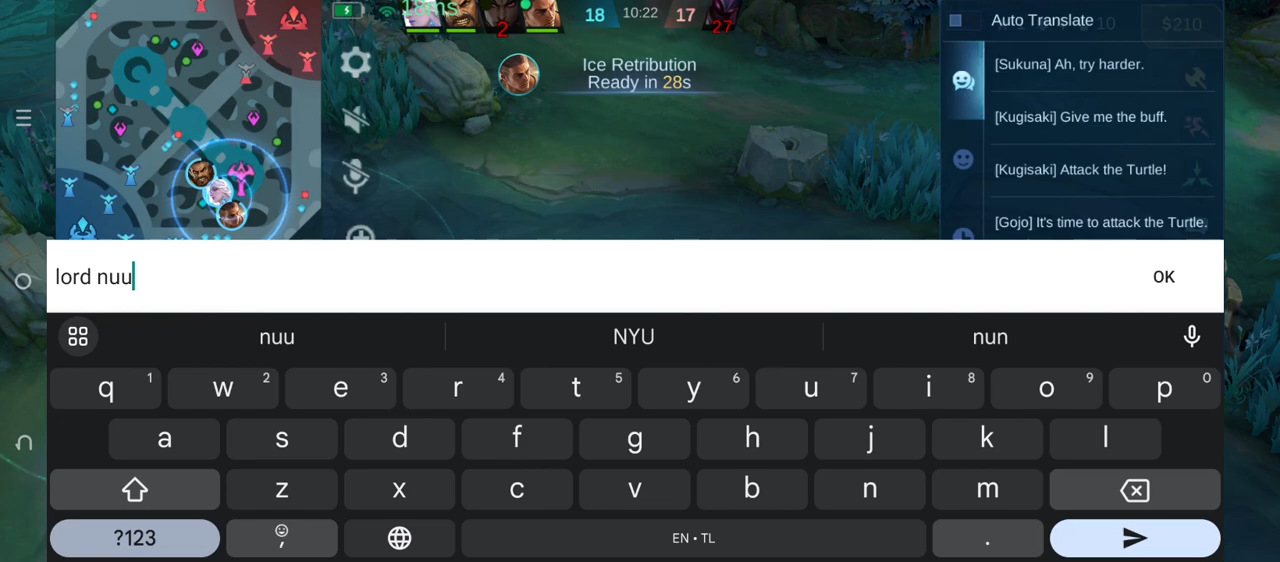 18ms
2
18 10:22 17
27
Ice Retribution
Ready in 28s
Auto Translate
10
$210
[Sukuna] Ah, try harder.
[Kugisaki] Give me the buff.
[Kugisaki] Attack the Turtle!
[Gojo] It's time to attack the Turtle.
lord nuu
OK
nuu NYU nun
q 1 w 2 e 3 r 4 t 5 y 6 u 7 i 8 o 9 p 0
a s d f g h j k l
z x c v b n m
?123 , EN • TL .